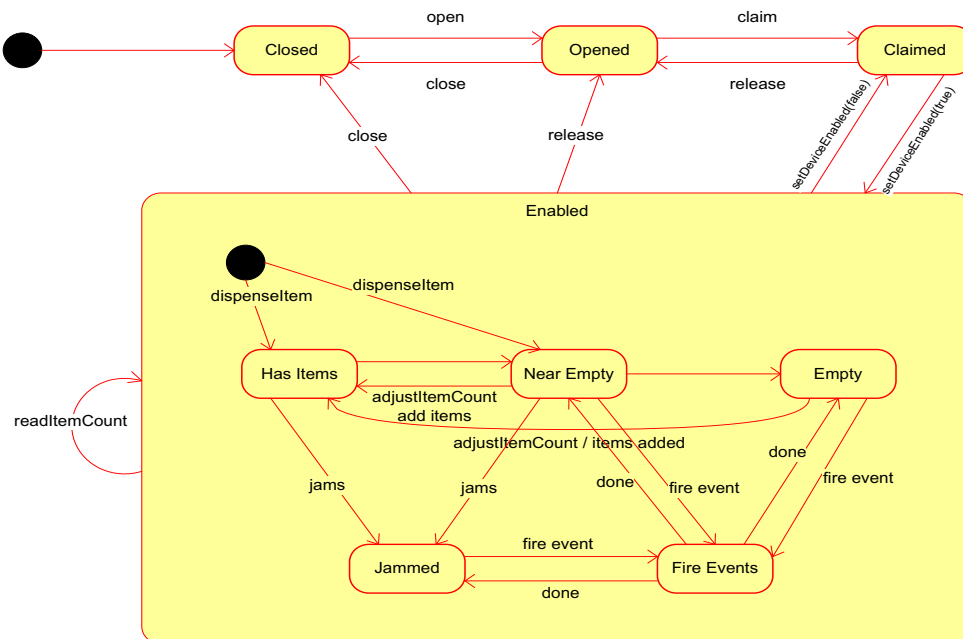 open
claim
Closed
Opened
Claimed
close
release
close
release
setDeviceEnabled(false)
setDeviceEnabled(true)
Enabled
dispenseItem
dispenseItem
Has Items
Near Empty
Empty
adjustItemCount
add items
readItemCount
adjustItemCount / items added
done
jams
jams
done
fire event
fire event
fire event
Jammed
Fire Events
done